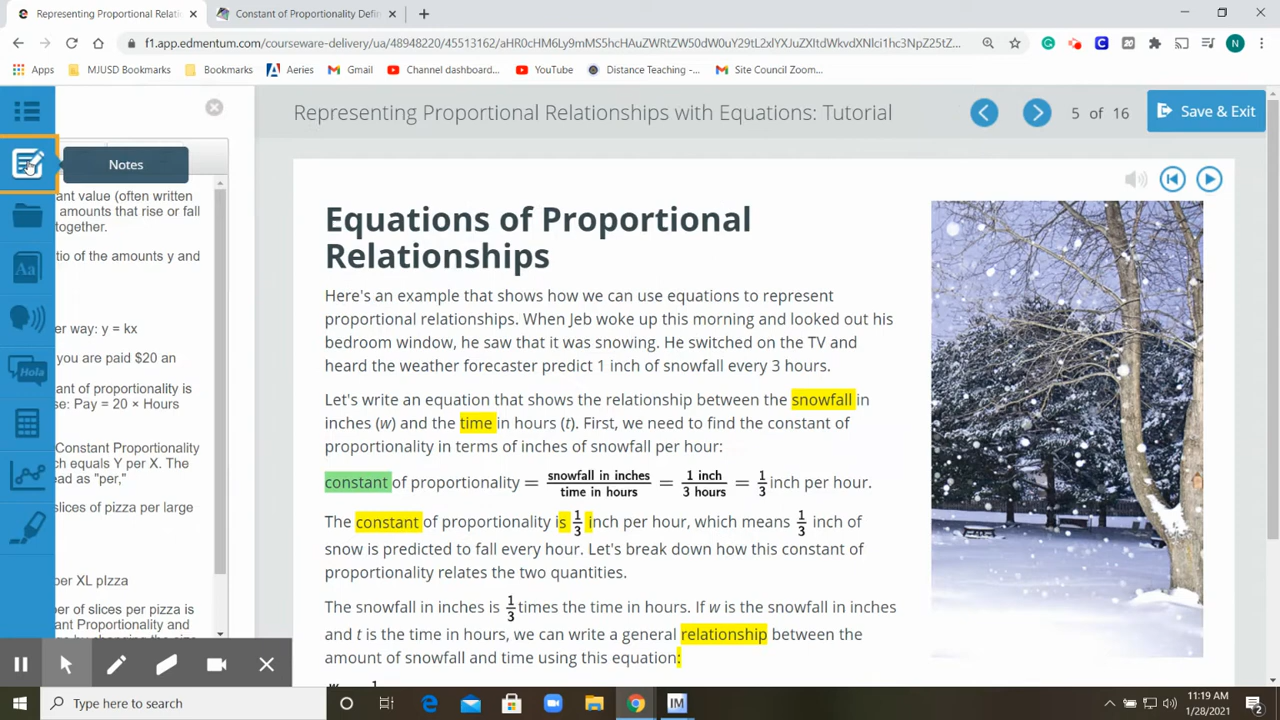 Representing Proportional Relati
Constant of Proportionality Defi
f1.app.edmentum.com/courseware-delivery/ua/48948220/45513162/
N
Apps
MJUSD Bookmarks
Bookmarks
Aeries
Gmail
Channel dashboard...
YouTube
Distance Teaching -...
Site Council Zoom...
Representing Proportional Relationships with Equations: Tutorial
5 of 16
Save & Exit
Notes
ant value (often written
amounts that rise or fall
together.
tio of the amounts y and
er way: y = kx
you are paid $20 an
ant of proportionality is
se: Pay = 20 × Hours
Constant Proportionality
ch equals Y per X. The
ead as "per,"
slices of pizza per large
per XL pIzza
per of slices per pizza is
tant Proportionality and
Aa
Hola
Equations of Proportional
Relationships
Here's an example that shows how we can use equations to represent
proportional relationships. When Jeb woke up this morning and looked out his
bedroom window, he saw that it was snowing. He switched on the TV and
heard the weather forecaster predict 1 inch of snowfall every 3 hours.
Let's write an equation that shows the relationship between the snowfall in
inches (w) and the time in hours (t). First, we need to find the constant of
proportionality in terms of inches of snowfall per hour:
constant of proportionality = snowfall in inches / time in hours = 1 inch / 3 hours = 1/3 inch per hour.
The constant of proportionality is 1/3 inch per hour, which means 1/3 inch of
snow is predicted to fall every hour. Let's break down how this constant of
proportionality relates the two quantities.
The snowfall in inches is 1/3 times the time in hours. If w is the snowfall in inches
and t is the time in hours, we can write a general relationship between the
amount of snowfall and time using this equation:
Type here to search
IM
11:19 AM
1/28/2021
2